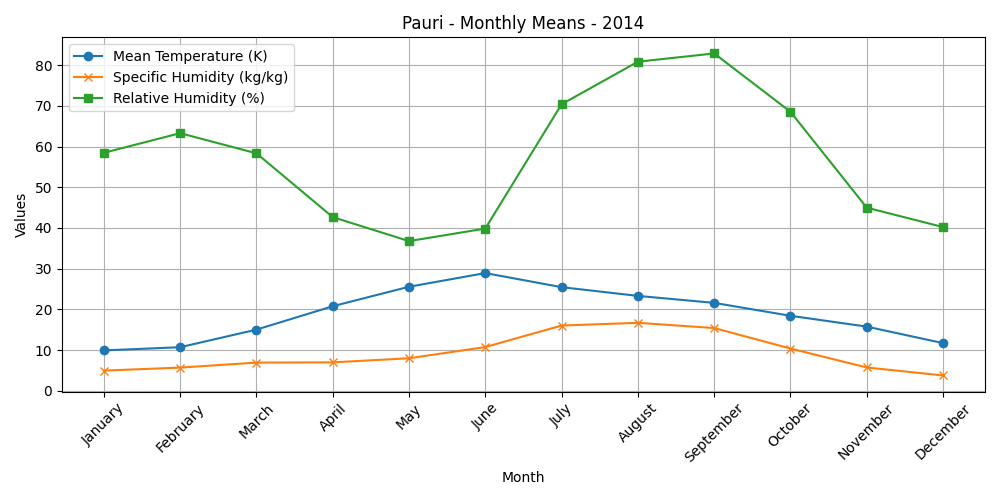 Pauri - Monthly Means - 2014
Mean Temperature (K)
Specific Humidity (kg/kg)
Relative Humidity (%)
Values
80
70
60
50
40
30
20
10
0
January February March April May June July August September October November December
Month